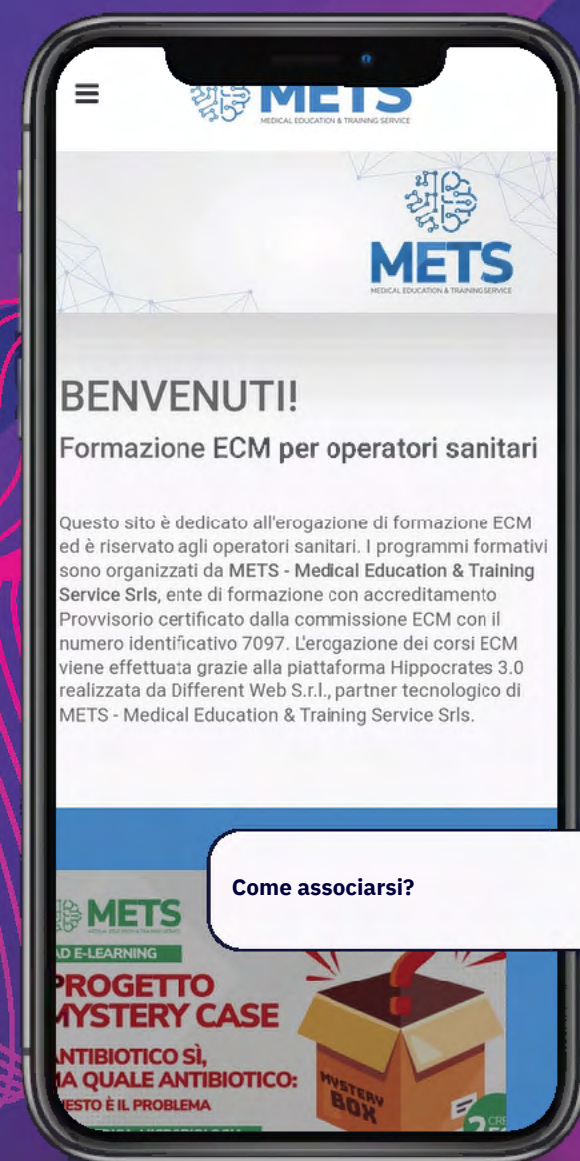 METS
MEDICAL EDUCATION & TRAINING SERVICE
METS
MEDICAL EDUCATION & TRAINING SERVICE
BENVENUTI!
Formazione ECM per operatori sanitari
Questo sito è dedicato all'erogazione di formazione ECM
ed è riservato agli operatori sanitari. I programmi formativi
sono organizzati da METS - Medical Education & Training
Service Srls, ente di formazione con accreditamento
Provvisorio certificato dalla commissione ECM con il
numero identificativo 7097. L'erogazione dei corsi ECM
viene effettuata grazie alla piattaforma Hippocrates 3.0
realizzata da Different Web S.r.l., partner tecnologico di
METS - Medical Education & Training Service Srls.
Come associarsi?
METS
AD E-LEARNING
PROGETTO
MYSTERY CASE
ANTIBIOTICO SÌ,
MA QUALE ANTIBIOTICO:
QUESTO È IL PROBLEMA
MYSTERY
BOX
2